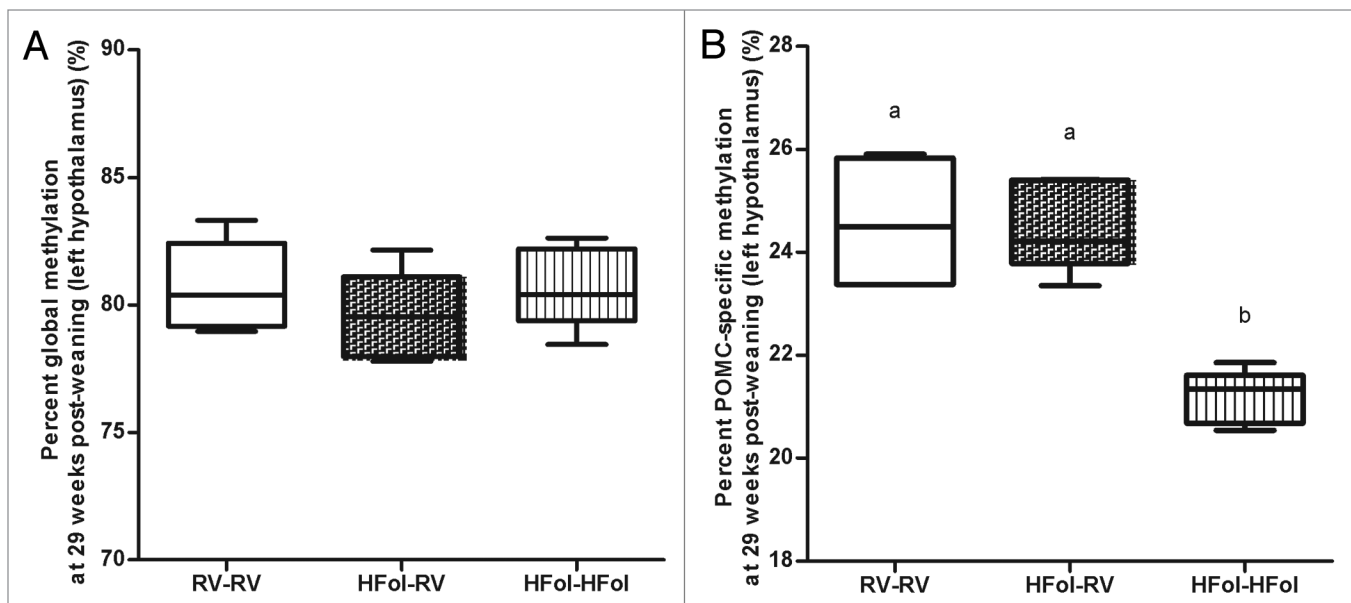 A
Percent global methylation
at 29 weeks post-weaning (left hypothalamus) (%)
90
85
80
75
70
RV-RV
HFol-RV
HFol-HFol
B
Percent POMC-specific methylation
at 29 weeks post-weaning (left hypothalamus) (%)
28
26
24
22
20
18
a
a
b
RV-RV
HFol-RV
HFol-HFol